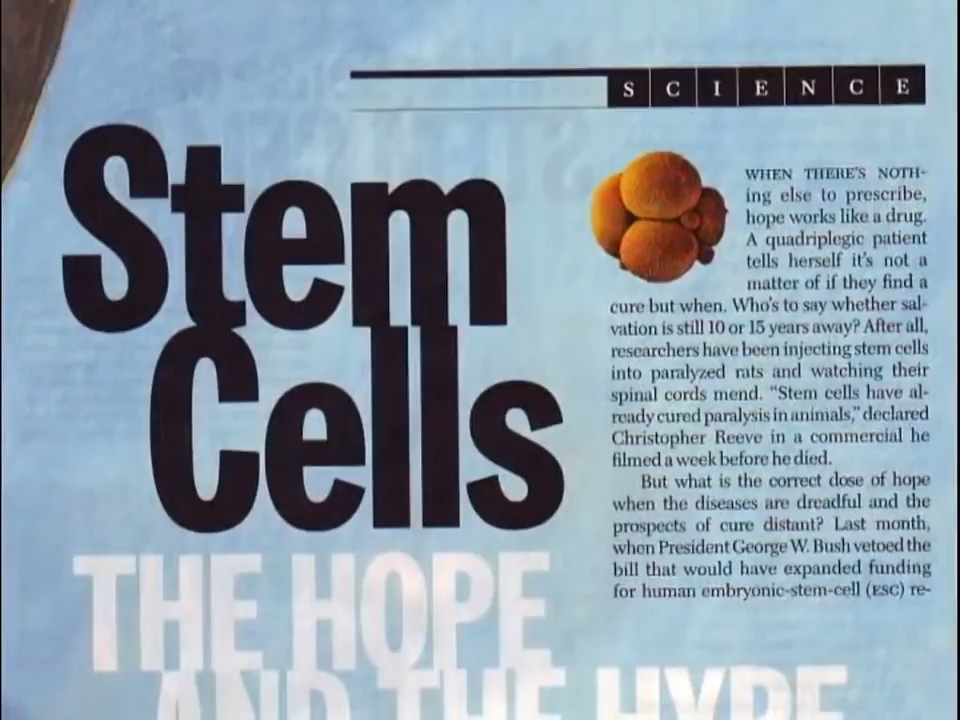 SCIENCE
Stem
Cells
THE HOPE
AND THE HYPE
WHEN THERE'S NOTH-
ing else to prescribe,
hope works like a drug.
A quadriplegic patient
tells herself it's not a
matter of if they find a
cure but when. Who's to say whether sal-
vation is still 10 or 15 years away? After all,
researchers have been injecting stem cells
into paralyzed rats and watching their
spinal cords mend. “Stem cells have al-
ready cured paralysis in animals,” declared
Christopher Reeve in a commercial he
filmed a week before he died.
But what is the correct dose of hope
when the diseases are dreadful and the
prospects of cure distant? Last month,
when President George W. Bush vetoed the
bill that would have expanded funding
for human embryonic-stem-cell (ESC) re-